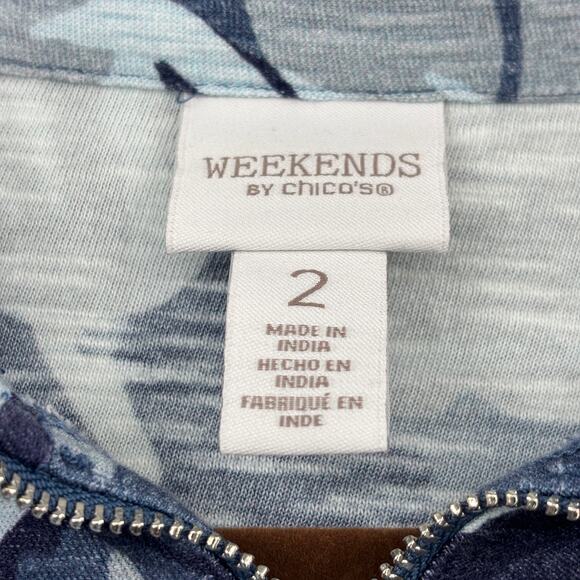 WEEKENDS
BY CHICO'S®
2
MADE IN
INDIA
HECHO EN
INDIA
FABRIQUÉ EN
INDE